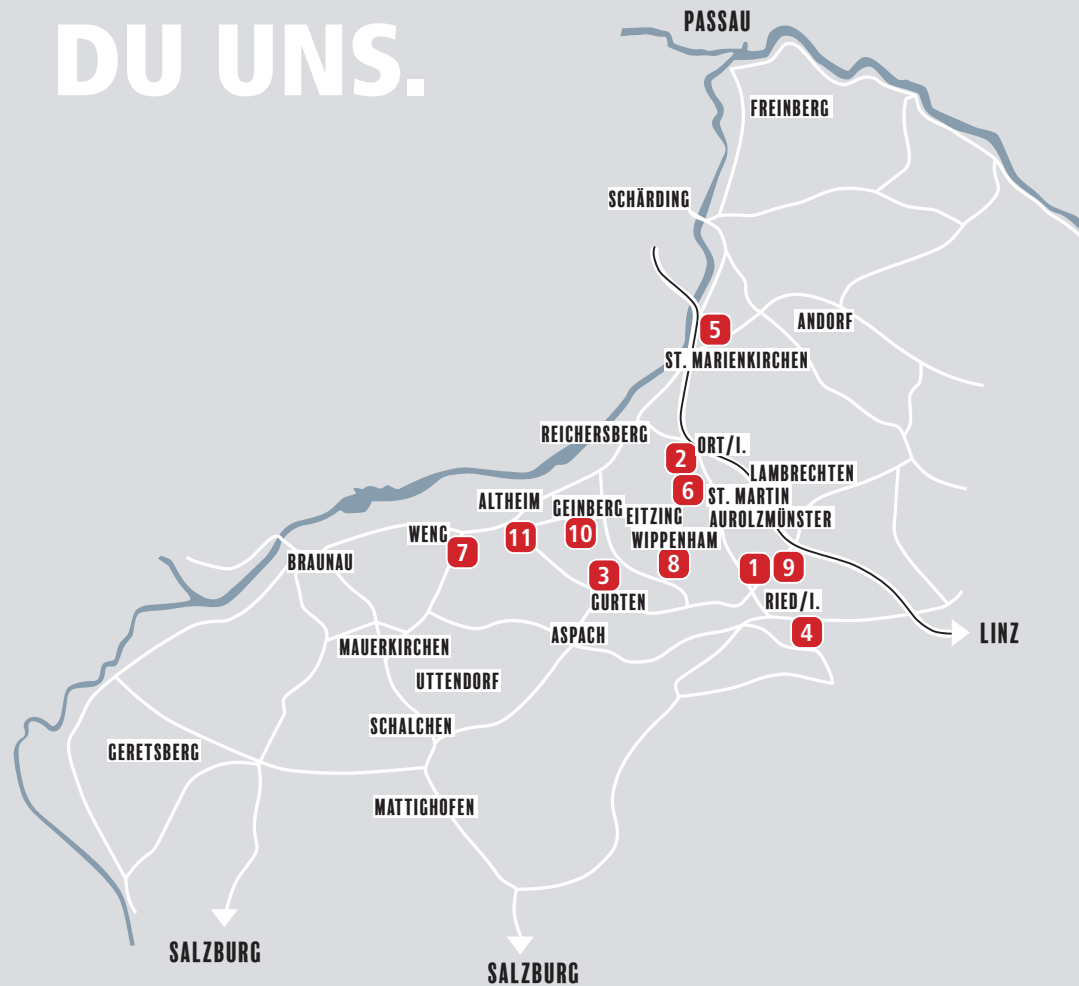 DU UNS.
PASSAU
FREINBERG
SCHÄRDING
5
ANDORF
ST. MARIENKIRCHEN
REICHERSBERG
ORT/I.
2
LAMBRECHTEN
6
ST. MARTIN
ALTHEIM
GEINBERG
EITZING
AUROLZMÜNSTER
WENG
11
10
WIPPENHAM
7
BRAUNAU
8
1
9
3
GURTEN
RIED/I.
4
LINZ
ASPACH
MAUERKIRCHEN
UTTENDORF
SCHALCHEN
GERETSBERG
MATTIGHOFEN
SALZBURG
SALZBURG